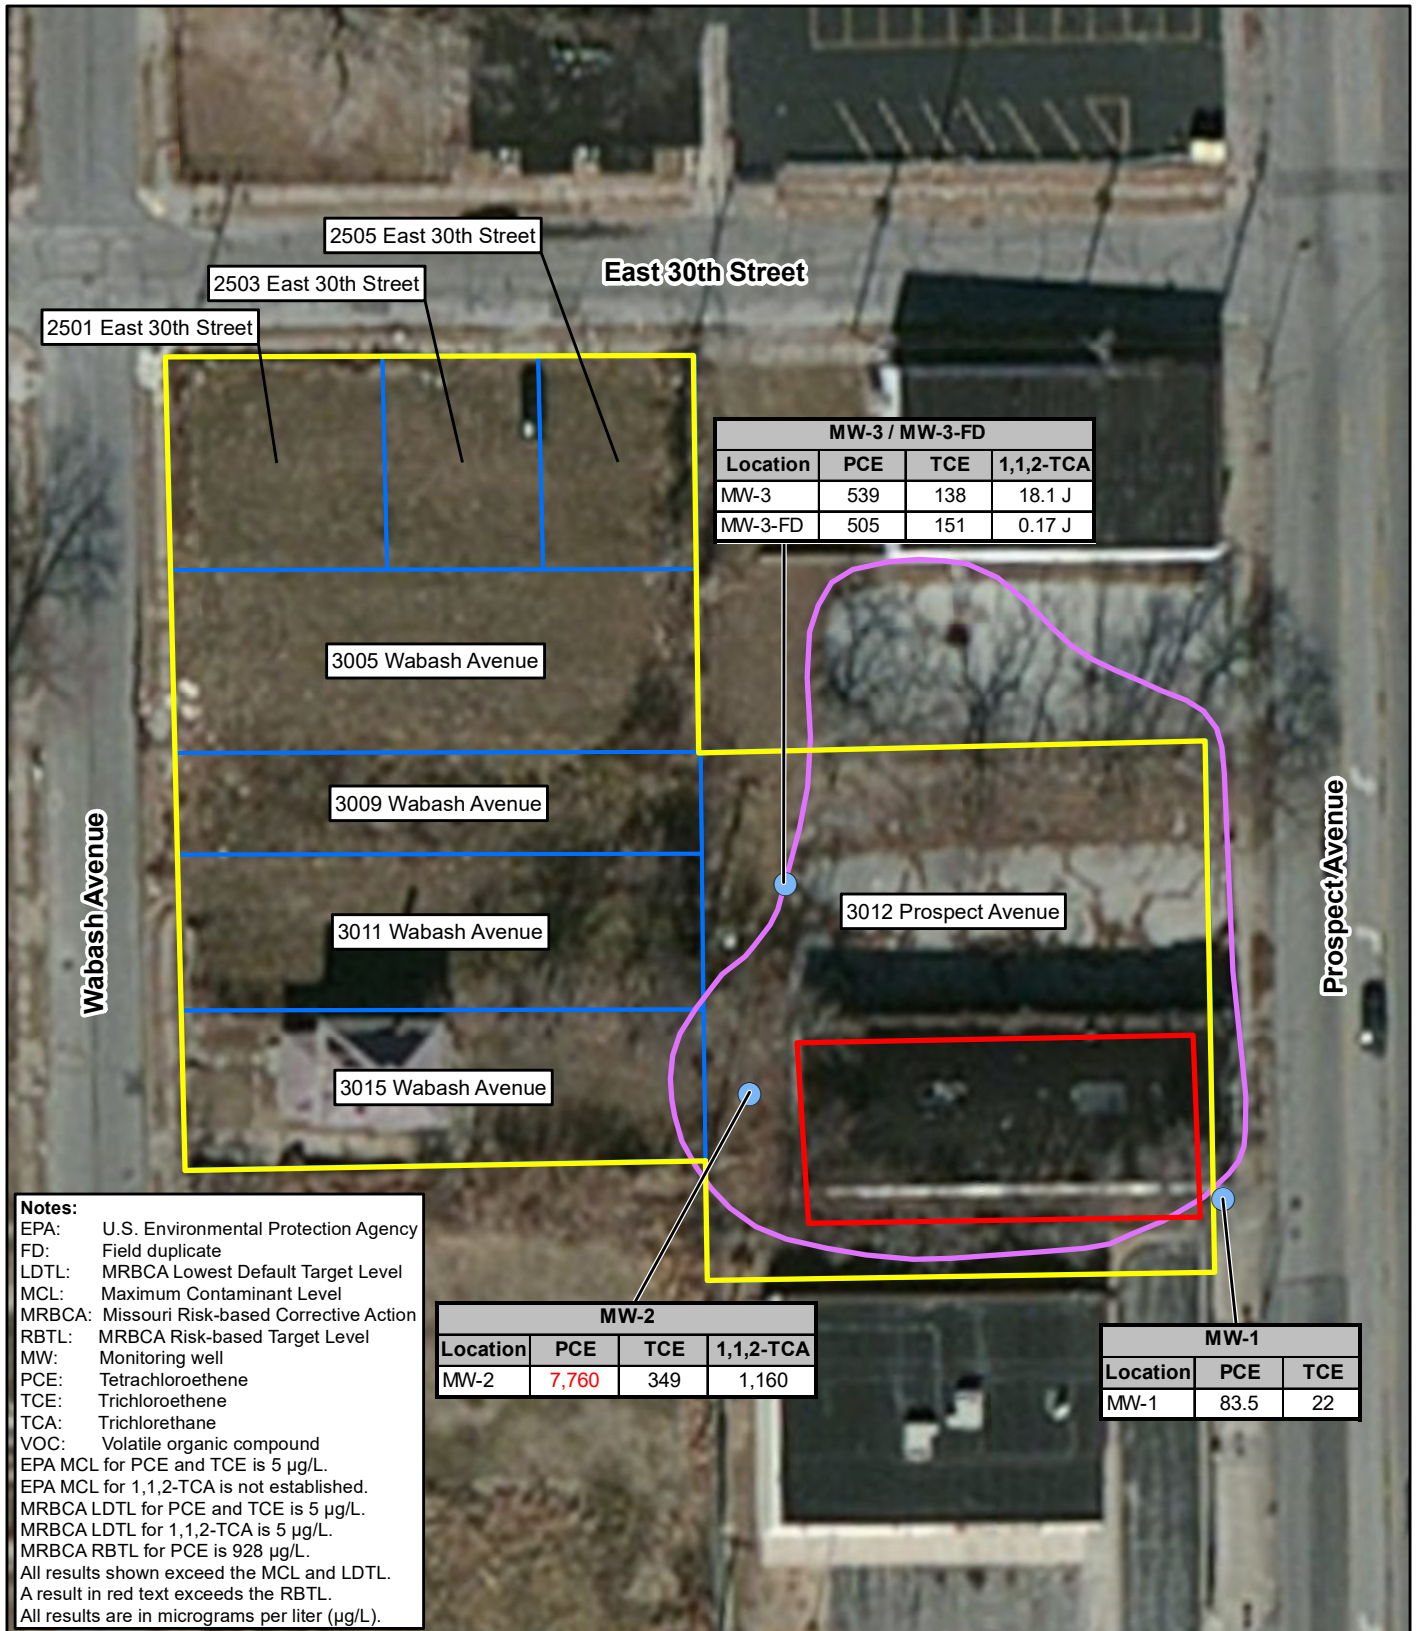 2505 East 30th Street
East 30th Street
2503 East 30th Street
2501 East 30th Street
MW-3 / MW-3-FD
Location PCE TCE 1,1,2-TCA
MW-3 539 138 18.1 J
MW-3-FD 505 151 0.17 J
3005 Wabash Avenue
3009 Wabash Avenue
Wabash Avenue
3011 Wabash Avenue
3012 Prospect Avenue
Prospect Avenue
3015 Wabash Avenue
Notes:
EPA: U.S. Environmental Protection Agency
FD: Field duplicate
LDTL: MRBCA Lowest Default Target Level
MCL: Maximum Contaminant Level
MRBCA: Missouri Risk-based Corrective Action
RBTL: MRBCA Risk-based Target Level
MW: Monitoring well
PCE: Tetrachloroethene
TCE: Trichloroethene
TCA: Trichlorethane
VOC: Volatile organic compound
EPA MCL for PCE and TCE is 5 µg/L.
EPA MCL for 1,1,2-TCA is not established.
MRBCA LDTL for PCE and TCE is 5 µg/L.
MRBCA LDTL for 1,1,2-TCA is 5 µg/L.
MRBCA RBTL for PCE is 928 µg/L.
All results shown exceed the MCL and LDTL.
A result in red text exceeds the RBTL.
All results are in micrograms per liter (µg/L).
MW-2
Location PCE TCE 1,1,2-TCA
MW-2 7,760 349 1,160
MW-1
Location PCE TCE
MW-1 83.5 22